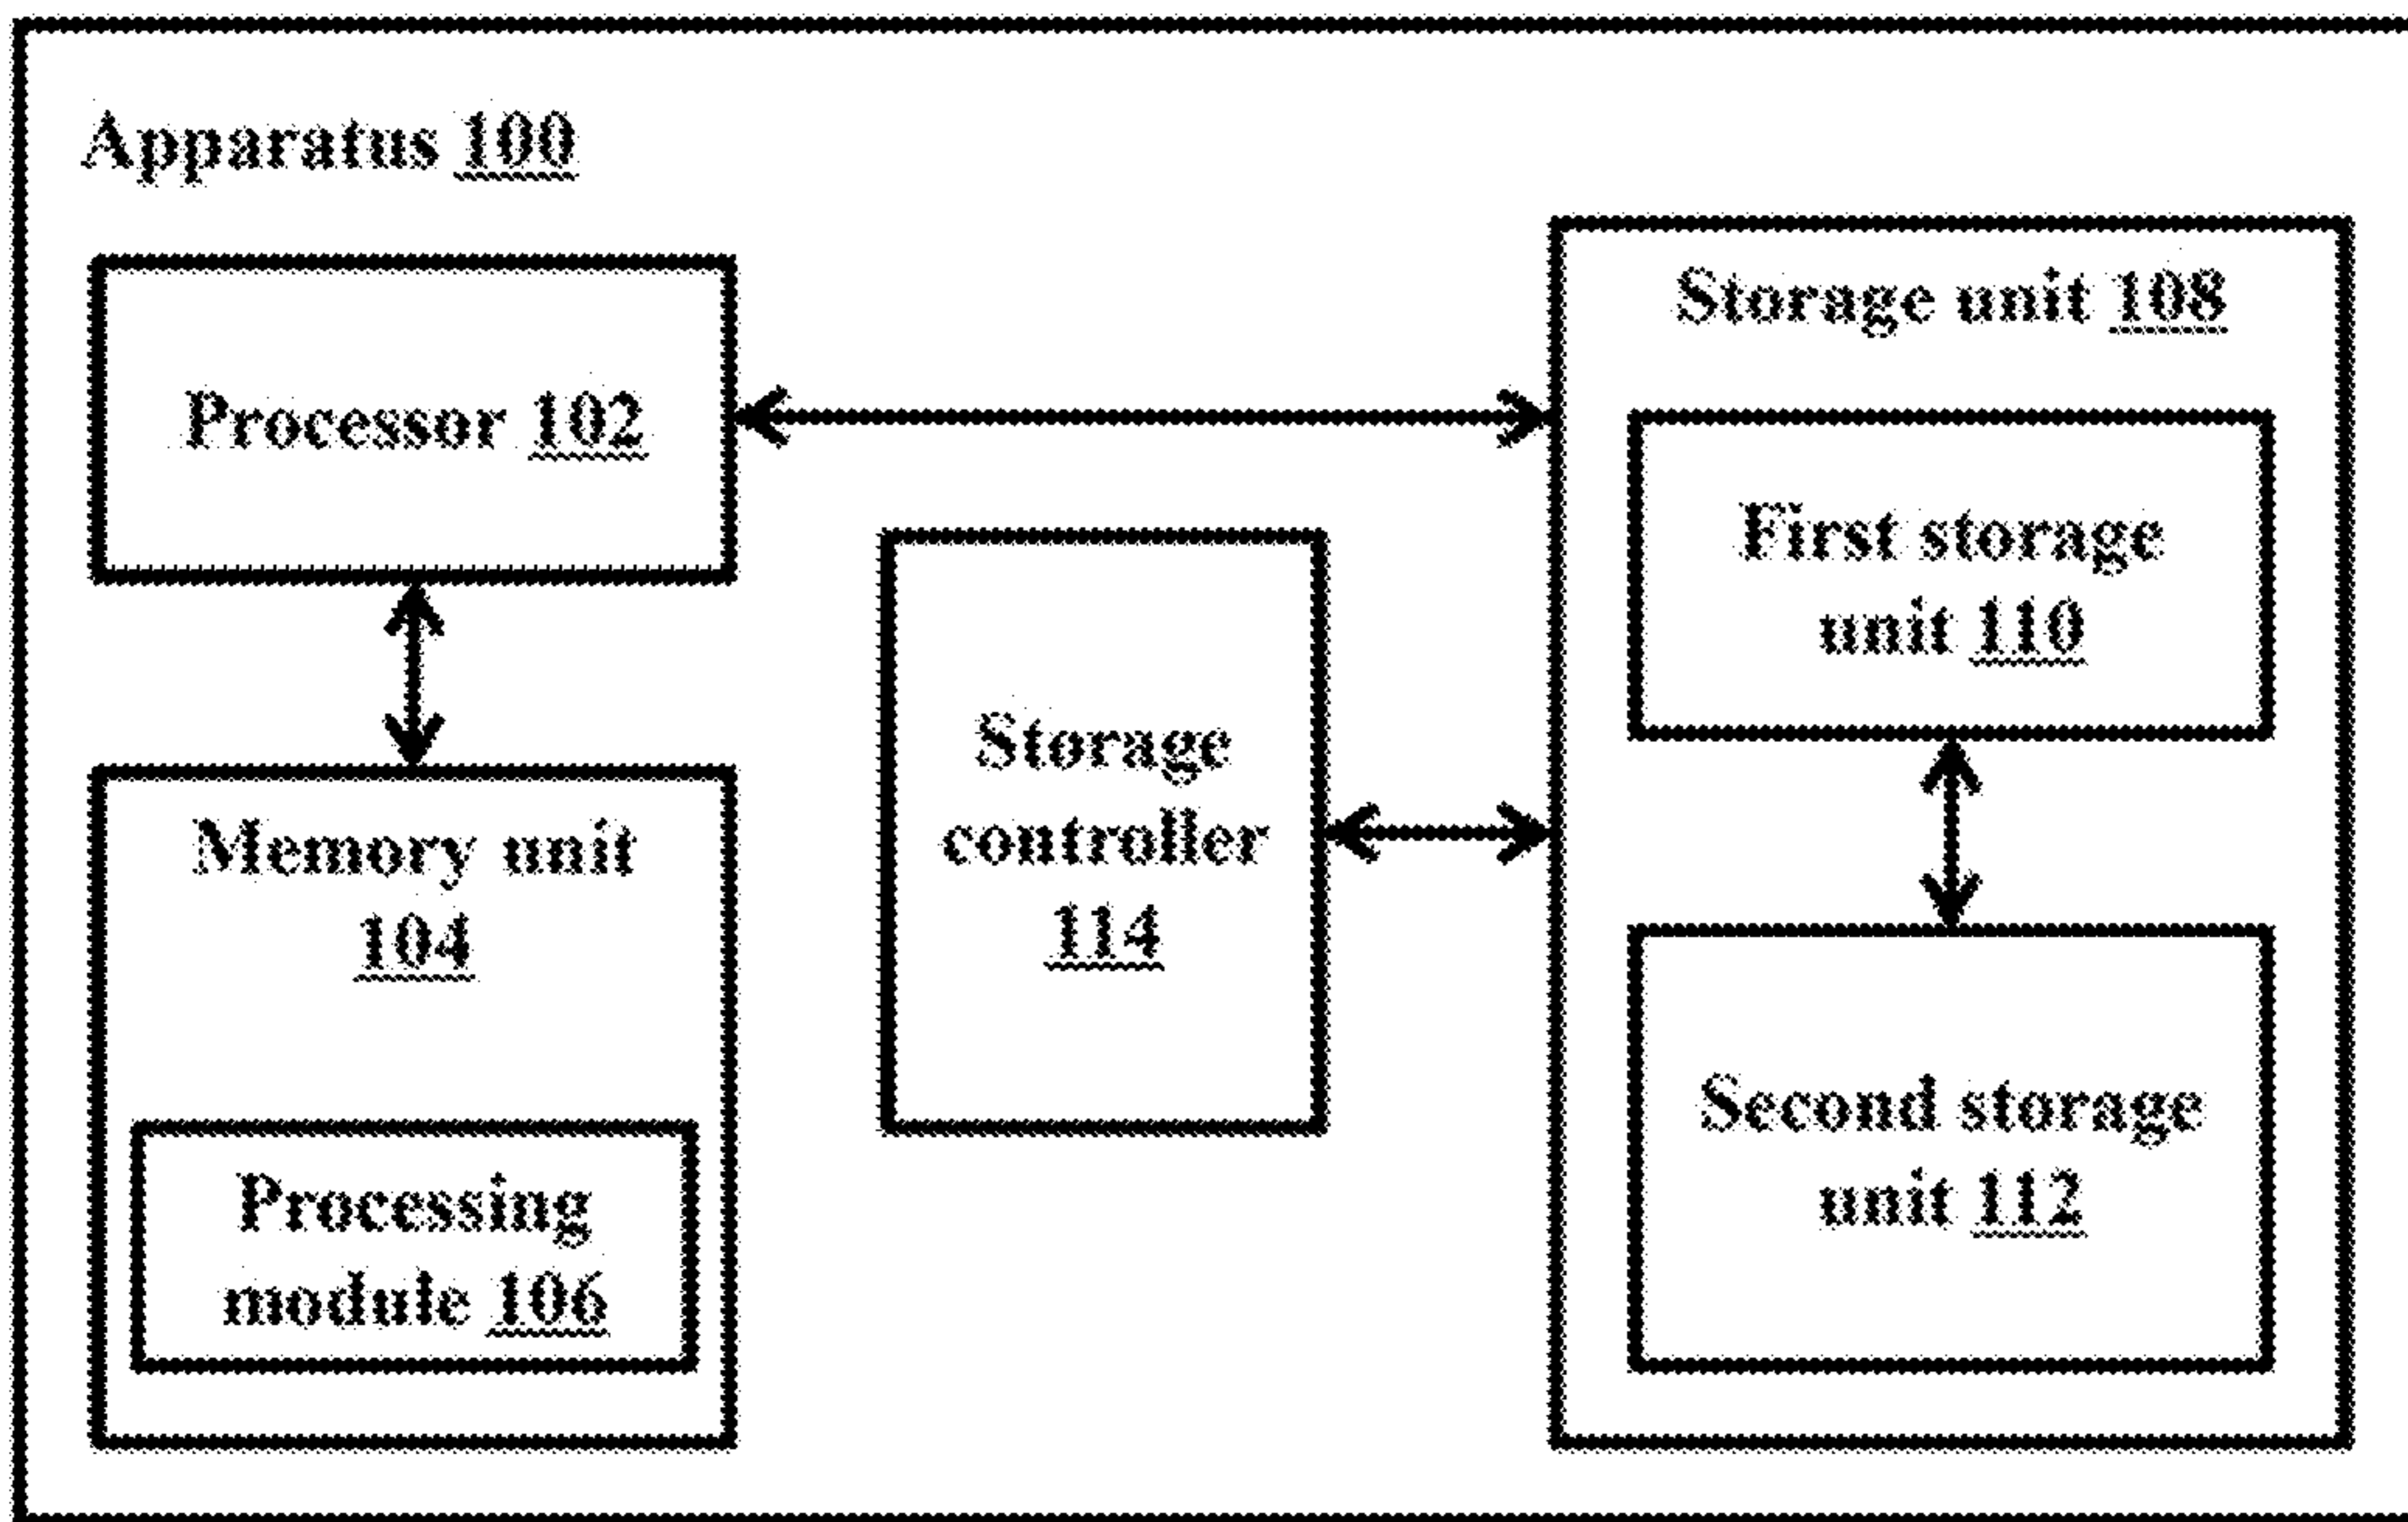 Apparatus 100
Processor 102
Memory unit
104
Processing
module 106
Storage
controller
114
Storage unit 108
First storage
unit 110
Second storage
unit 112